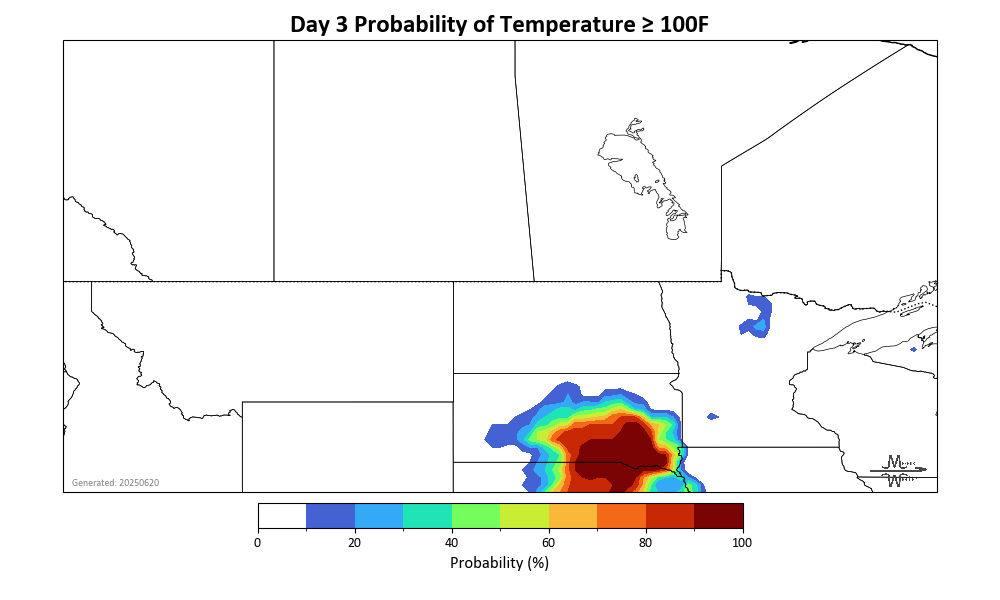 Day 3 Probability of Temperature ≥ 100F
Generated: 20250620
0 20 40 60 80 100
Probability (%)